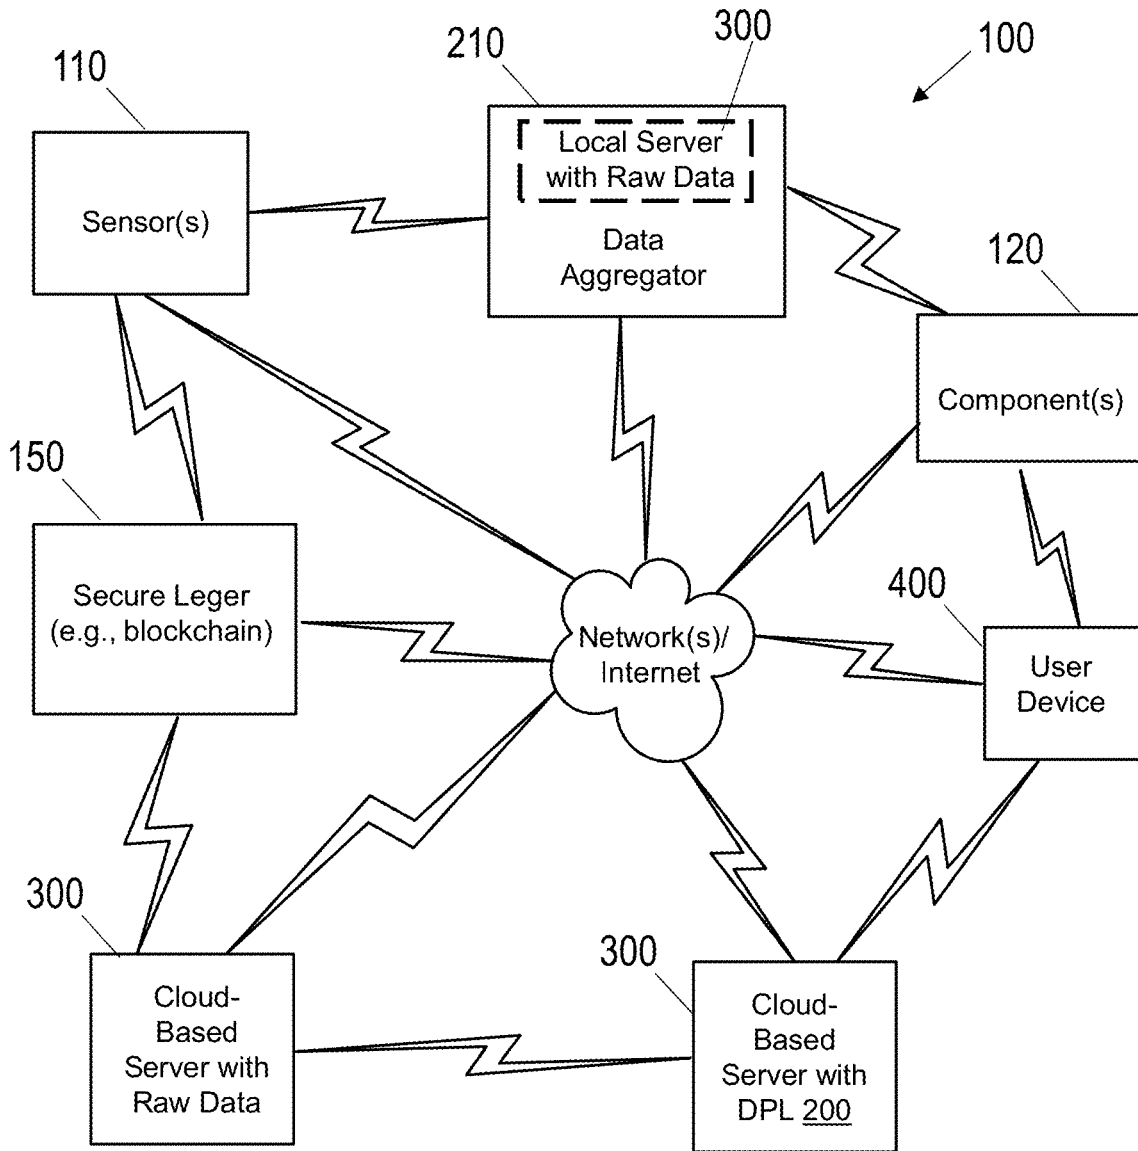 300
210
100
110
Local Server
with Raw Data
Sensor(s)
Data
Aggregator
120
Component(s)
150
Secure Leger
(e.g., blockchain)
Network(s)/
Internet
400
User
Device
300
Cloud-
Based
Server with
Raw Data
300
Cloud-
Based
Server with
DPL 200